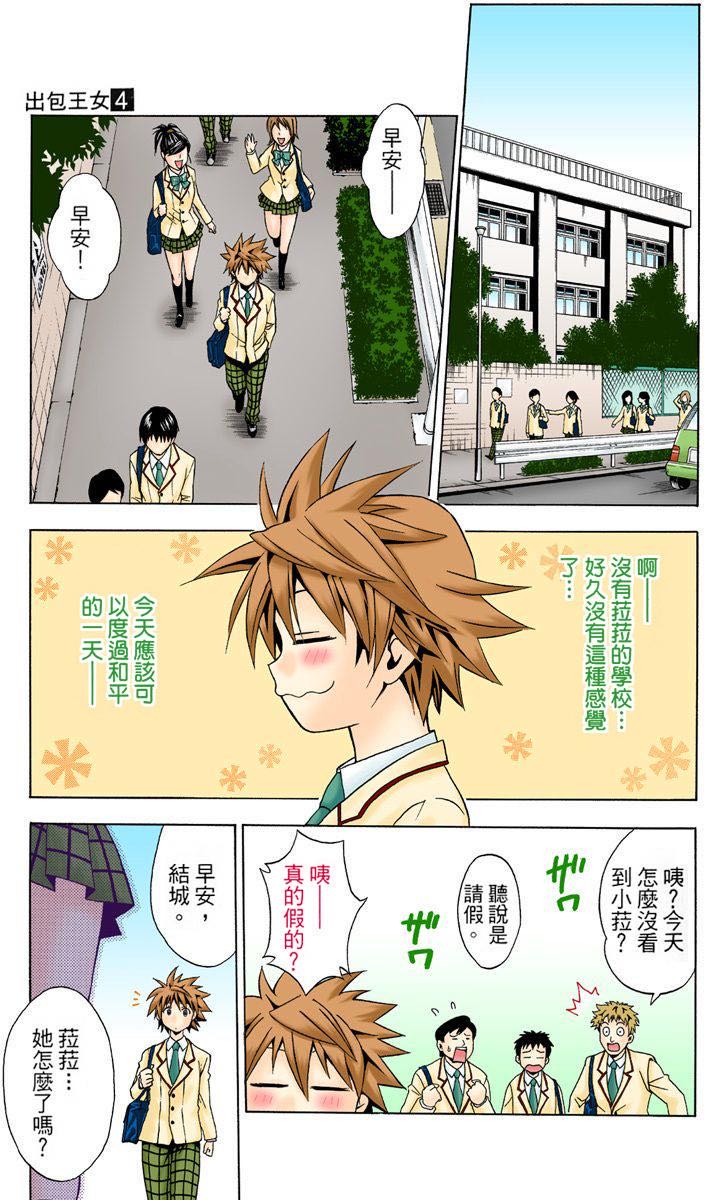 出包王女4
早安——
早安！
啊——
沒有菈菈的學校…
好久沒有這種感覺
了…
今天應該可
以度過和平
的一天——
咦？今天
怎麼沒看
到小菈？
ザワ
聽說是
請假。
ザワ
咦——
真的假的？
早安，
結城。
菈菈…
她怎麼了嗎？